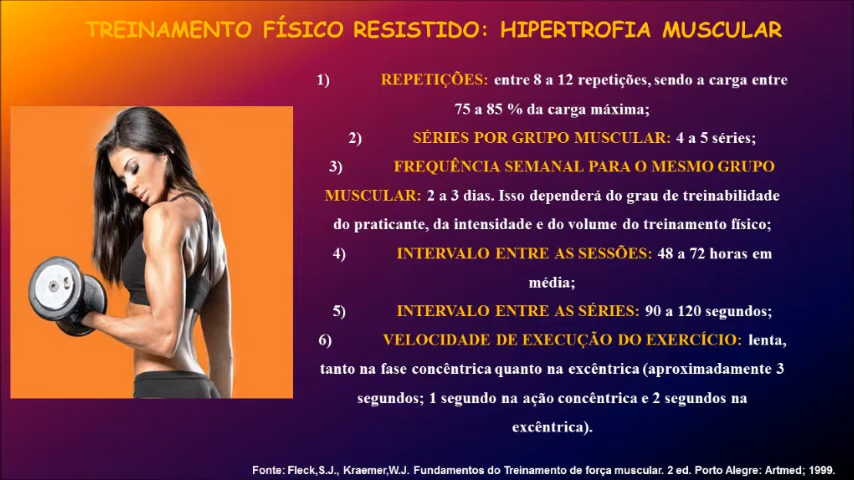 TREINAMENTO FÍSICO RESISTIDO: HIPERTROFIA MUSCULAR
1) REPETIÇÕES: entre 8 a 12 repetições, sendo a carga entre
75 a 85 % da carga máxima;
2) SÉRIES POR GRUPO MUSCULAR: 4 a 5 séries;
3) FREQUÊNCIA SEMANAL PARA O MESMO GRUPO
MUSCULAR: 2 a 3 dias. Isso dependerá do grau de treinabilidade
do praticante, da intensidade e do volume do treinamento físico;
4) INTERVALO ENTRE AS SESSÕES: 48 a 72 horas em
média;
5) INTERVALO ENTRE AS SÉRIES: 90 a 120 segundos;
6) VELOCIDADE DE EXECUÇÃO DO EXERCÍCIO: lenta,
tanto na fase concêntrica quanto na excêntrica (aproximadamente 3
segundos; 1 segundo na ação concêntrica e 2 segundos na
excêntrica).
Fonte: Fleck,S.J., Kraemer,W.J. Fundamentos do Treinamento de força muscular. 2 ed. Porto Alegre: Artmed; 1999.